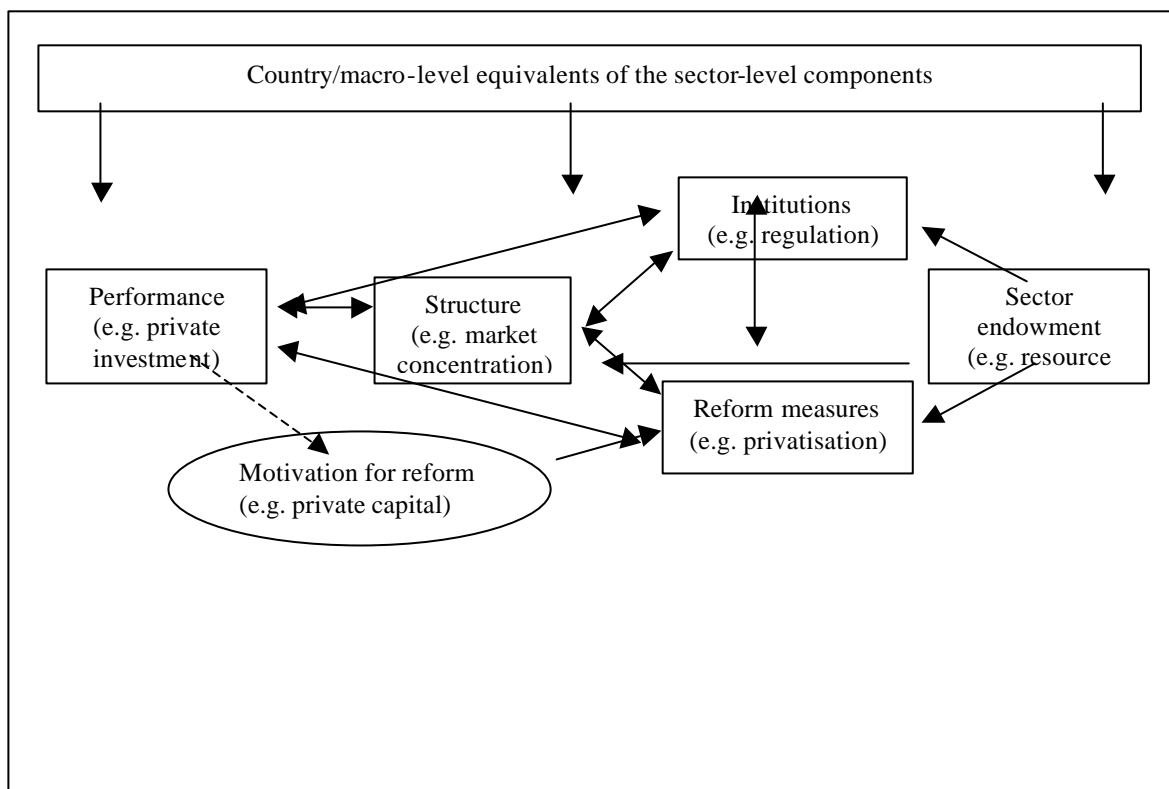 Country/macro-level equivalents of the sector-level components
Institutions
(e.g. regulation)
Performance
(e.g. private
investment)
Structure
(e.g. market
concentration)
Sector
endowment
(e.g. resource
Reform measures
(e.g. privatisation)
Motivation for reform
(e.g. private capital)